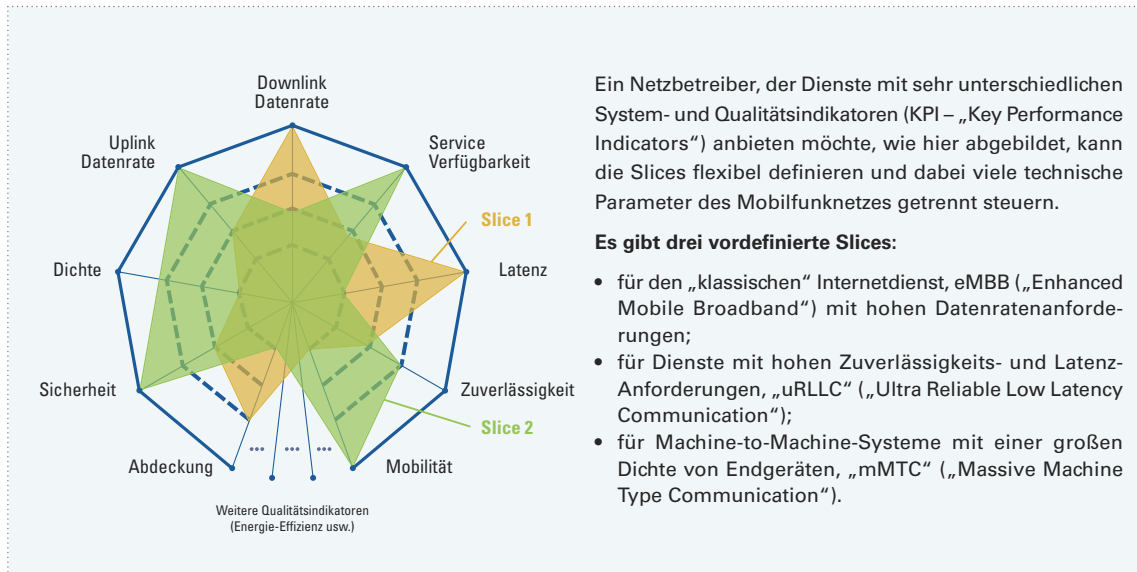 Downlink
Datenrate
Uplink
Datenrate
Service
Verfügbarkeit
Slice 1
Dichte
Latenz
Sicherheit
Zuverlässigkeit
Slice 2
Abdeckung
...
...
...
Mobilität
Weitere Qualitätsindikatoren
(Energie-Effizienz usw.)
Ein Netzbetreiber, der Dienste mit sehr unterschiedlichen
System- und Qualitätsindikatoren (KPI – „Key Performance
Indicators“) anbieten möchte, wie hier abgebildet, kann
die Slices flexibel definieren und dabei viele technische
Parameter des Mobilfunknetzes getrennt steuern.
Es gibt drei vordefinierte Slices:
• für den „klassischen“ Internetdienst, eMBB („Enhanced
Mobile Broadband“) mit hohen Datenratenanforde-
rungen;
• für Dienste mit hohen Zuverlässigkeits- und Latenz-
Anforderungen, „uRLLC“ („Ultra Reliable Low Latency
Communication“);
• für Machine-to-Machine-Systeme mit einer großen
Dichte von Endgeräten, „mMTC“ („Massive Machine
Type Communication“).